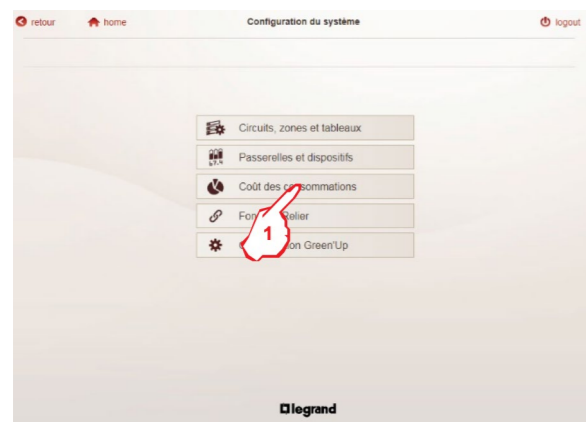 retour home Configuration du système logout
Circuits, zones et tableaux
Passerelles et dispositifs
Coût des consommations
Relier
1
Green'Up
legrand